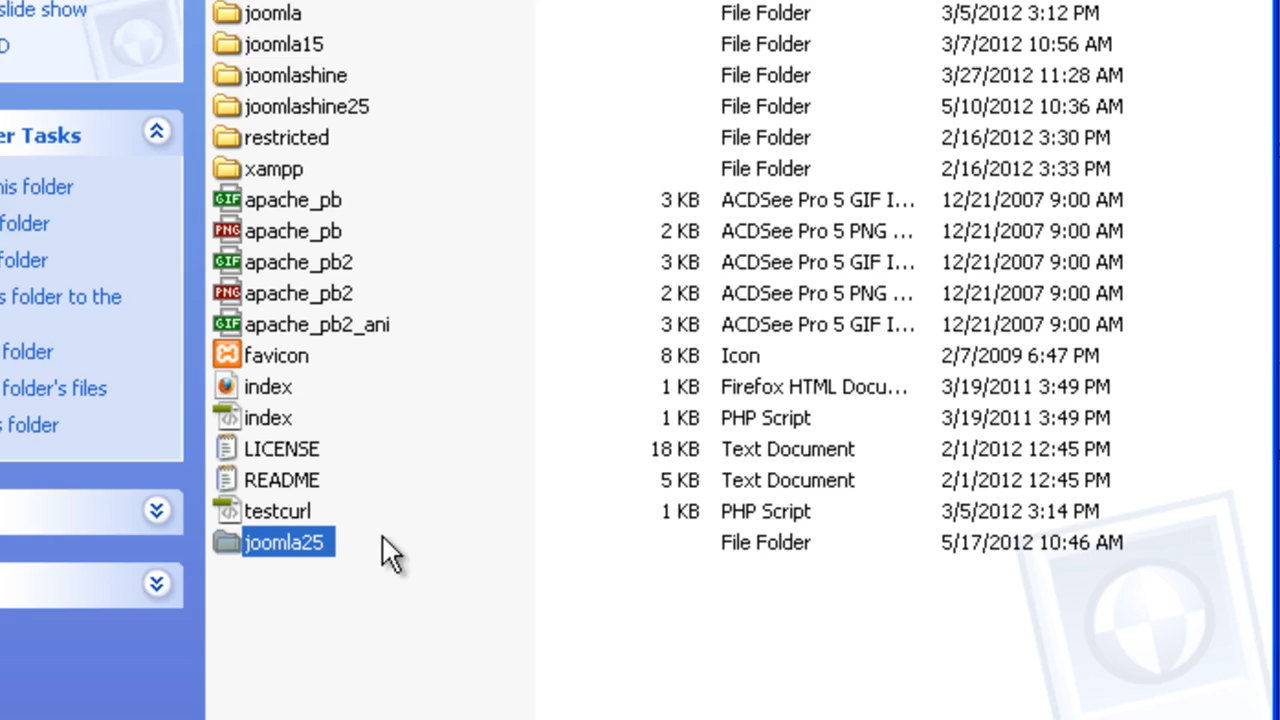 slide show
D
er Tasks
his folder
folder
folder
s folder to the
folder
folder's files
s folder
joomla File Folder 3/5/2012 3:12 PM
joomla15 File Folder 3/7/2012 10:56 AM
joomlashine File Folder 3/27/2012 11:28 AM
joomlashine25 File Folder 5/10/2012 10:36 AM
restricted File Folder 2/16/2012 3:30 PM
xampp File Folder 2/16/2012 3:33 PM
GIF apache_pb 3 KB ACDSee Pro 5 GIF I... 12/21/2007 9:00 AM
PNG apache_pb 2 KB ACDSee Pro 5 PNG ... 12/21/2007 9:00 AM
GIF apache_pb2 3 KB ACDSee Pro 5 GIF I... 12/21/2007 9:00 AM
PNG apache_pb2 2 KB ACDSee Pro 5 PNG ... 12/21/2007 9:00 AM
GIF apache_pb2_ani 3 KB ACDSee Pro 5 GIF I... 12/21/2007 9:00 AM
favicon 8 KB Icon 2/7/2009 6:47 PM
index 1 KB Firefox HTML Docu... 3/19/2011 3:49 PM
index 1 KB PHP Script 3/19/2011 3:49 PM
LICENSE 18 KB Text Document 2/1/2012 12:45 PM
README 5 KB Text Document 2/1/2012 12:45 PM
testcurl 1 KB PHP Script 3/5/2012 3:14 PM
joomla25 File Folder 5/17/2012 10:46 AM